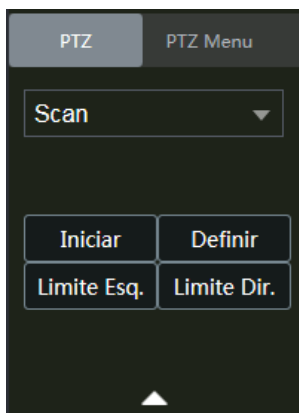 PTZ PTZ Menu
Scan
Iniciar Definir
Limite Esq. Limite Dir.